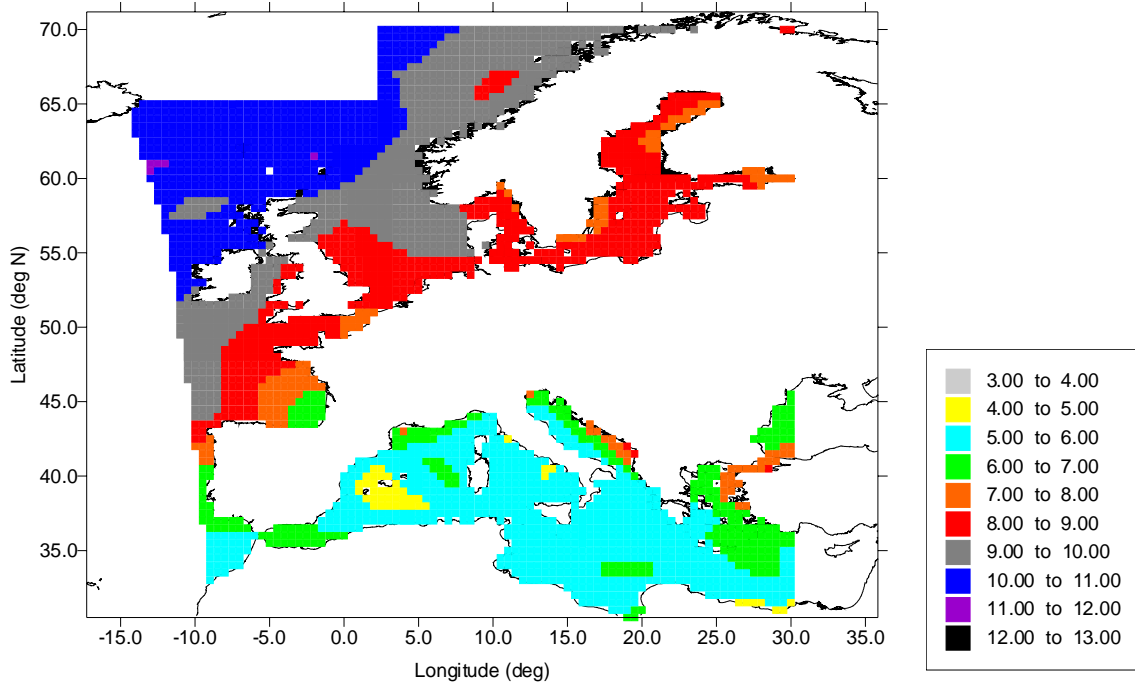 70.0
65.0
60.0
55.0
50.0
45.0
40.0
35.0
Latitude (deg N)
-15.0 -10.0 -5.0 0.0 5.0 10.0 15.0 20.0 25.0 30.0 35.0
Longitude (deg)
3.00 to 4.00
4.00 to 5.00
5.00 to 6.00
6.00 to 7.00
7.00 to 8.00
8.00 to 9.00
9.00 to 10.00
10.00 to 11.00
11.00 to 12.00
12.00 to 13.00